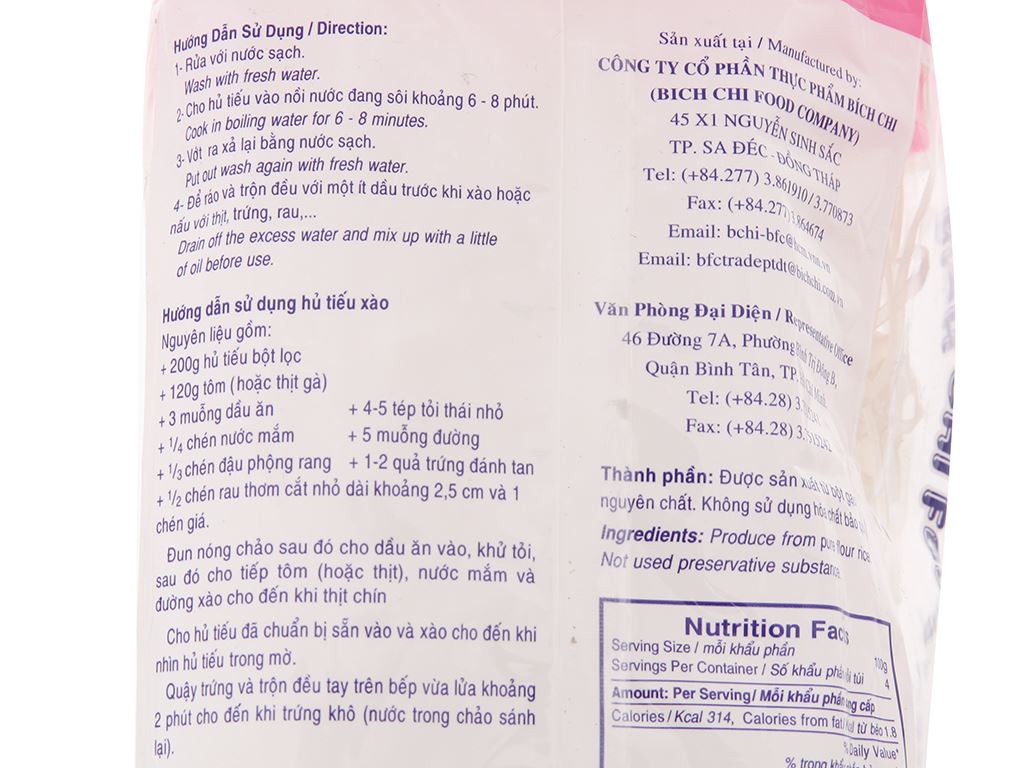 Hướng Dẫn Sử Dụng / Direction:
1- Rửa với nước sạch.
Wash with fresh water.
2- Cho hủ tiếu vào nồi nước đang sôi khoảng 6 - 8 phút.
Cook in boiling water for 6 - 8 minutes.
3- Vớt ra xả lại bằng nước sạch.
Put out wash again with fresh water.
4- Để ráo và trộn đều với một ít dầu trước khi xào hoặc
nấu với thịt, trứng, rau,...
Drain off the excess water and mix up with a little
of oil before use.
Hướng dẫn sử dụng hủ tiếu xào
Nguyên liệu gồm:
+ 200g hủ tiếu bột lọc
+ 120g tôm (hoặc thịt gà)
+ 3 muỗng dầu ăn + 4-5 tép tỏi thái nhỏ
+ 1/4 chén nước mắm + 5 muỗng đường
+ 1/3 chén đậu phộng rang + 1-2 quả trứng đánh tan
+ 1/2 chén rau thơm cắt nhỏ dài khoảng 2,5 cm và 1
chén giá.
Đun nóng chảo sau đó cho dầu ăn vào, khử tỏi,
sau đó cho tiếp tôm (hoặc thịt), nước mắm và
đường xào cho đến khi thịt chín
Cho hủ tiếu đã chuẩn bị sẵn vào và xào cho đến khi
nhìn hủ tiếu trong mờ.
Quậy trứng và trộn đều tay trên bếp vừa lửa khoảng
2 phút cho đến khi trứng khô (nước trong chảo sánh
lại).
Sản xuất tại / Manufactured by:
CÔNG TY CỔ PHẦN THỰC PHẨM BÍCH CHI
(BICH CHI FOOD COMPANY)
45 X1 NGUYỄN SINH SẮC
TP. SA ĐÉC - ĐỒNG THÁP
Tel: (+84.277) 3.861910 / 3.770873
Fax: (+84.277) 3.864674
Email: bchi-bfc@hcm.vnn.vn
Email: bfctradeptdt@bichchi.com.vn
Văn Phòng Đại Diện / Representative Office
46 Đường 7A, Phường Bình Trị Đông B,
Quận Bình Tân, TP. Hồ Chí Minh
Tel: (+84.28)
Fax: (+84.28)
Thành phần: Được sản xuất từ bột gạo
nguyên chất. Không sử dụng hóa chất bảo
Ingredients: Produce from pure flour rice
Not used preservative substance
Nutrition Facts
Serving Size / mỗi khẩu phần 100g
Servings Per Container / Số khẩu phần mỗi túi 4
Amount: Per Serving/ Mỗi khẩu phần cung cấp
Calories / Kcal 314, Calories from fat/ Kcal từ béo 1.8
% Daily Value*